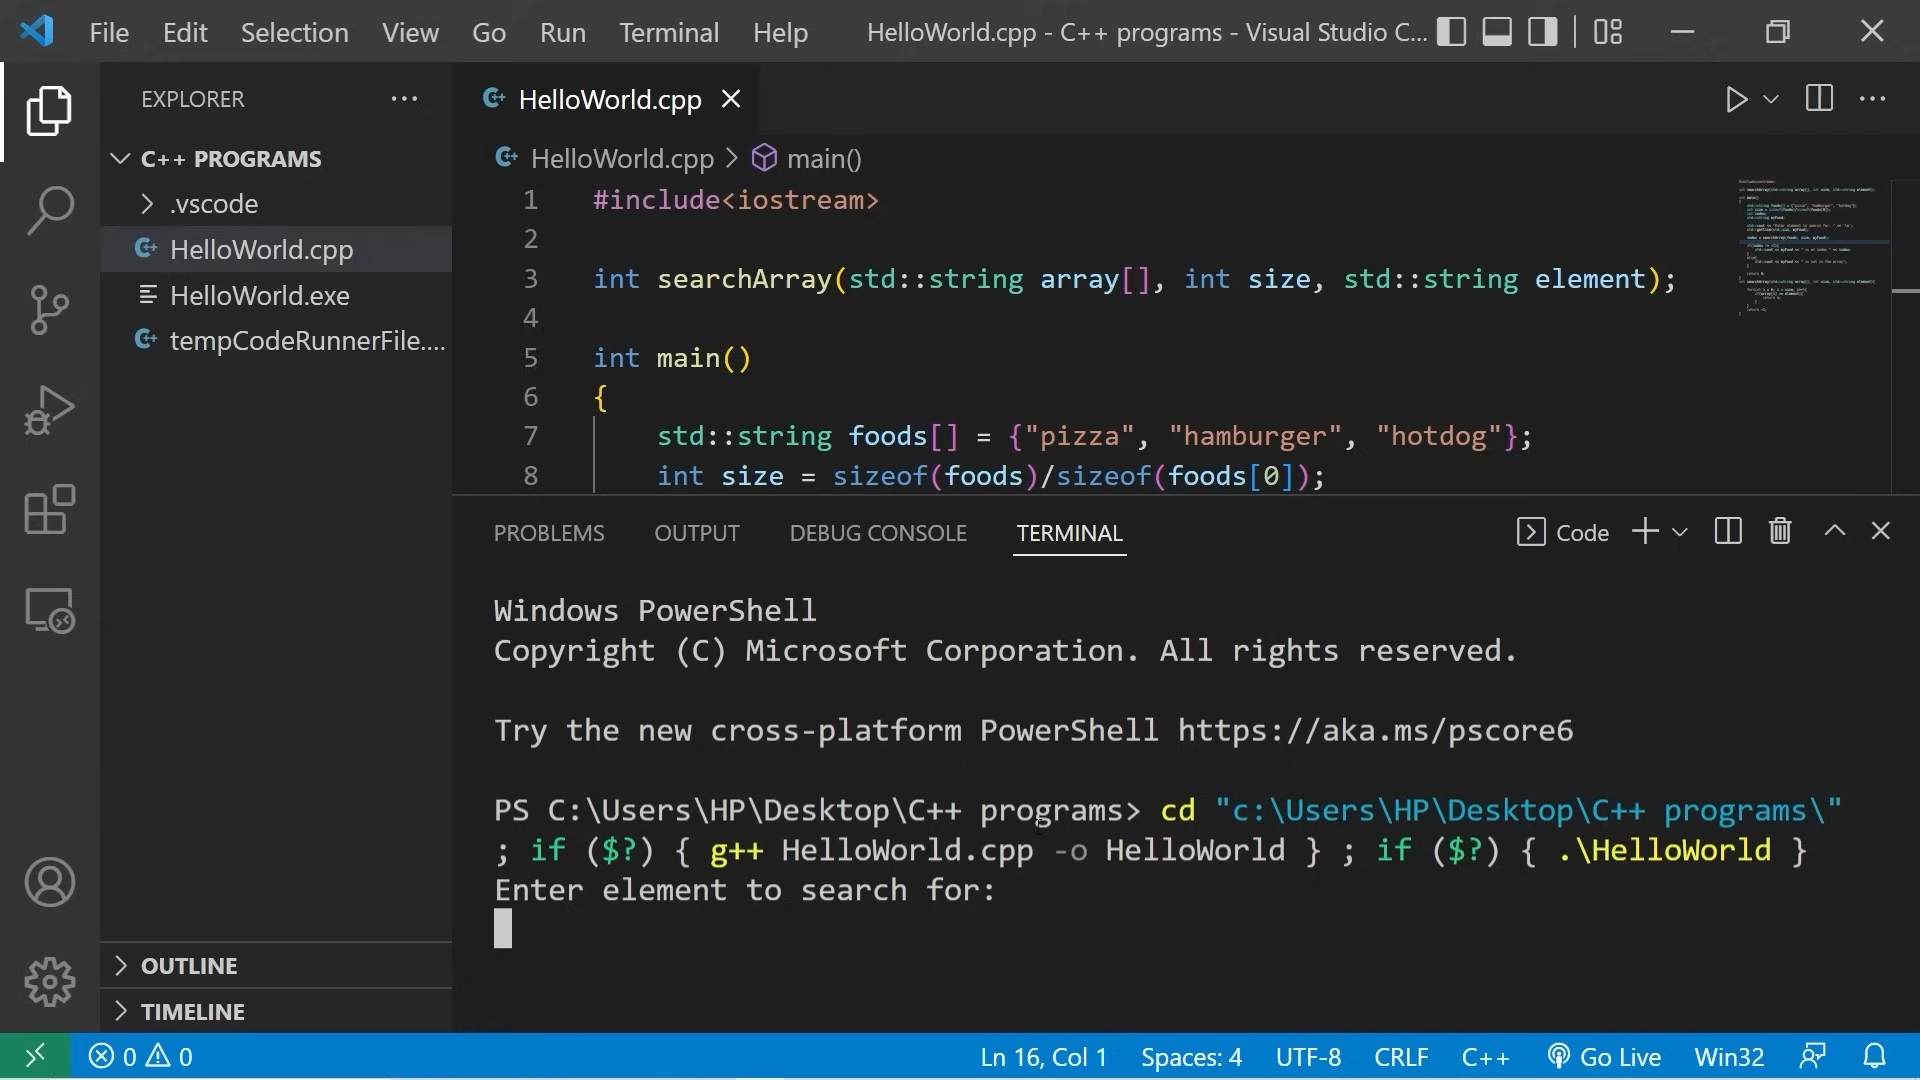 File Edit Selection View Go Run Terminal Help HelloWorld.cpp - C++ programs - Visual Studio C...
EXPLORER
C++ PROGRAMS
.vscode
HelloWorld.cpp
HelloWorld.exe
tempCodeRunnerFile....
OUTLINE
TIMELINE
HelloWorld.cpp
HelloWorld.cpp > main()
1 #include<iostream>
2
3 int searchArray(std::string array[], int size, std::string element);
4
5 int main()
6 {
7 std::string foods[] = {"pizza", "hamburger", "hotdog"};
8 int size = sizeof(foods)/sizeof(foods[0]);
PROBLEMS OUTPUT DEBUG CONSOLE TERMINAL Code
Windows PowerShell
Copyright (C) Microsoft Corporation. All rights reserved.
Try the new cross-platform PowerShell https://aka.ms/pscore6
PS C:\Users\HP\Desktop\C++ programs> cd "c:\Users\HP\Desktop\C++ programs\"
; if ($?) { g++ HelloWorld.cpp -o HelloWorld } ; if ($?) { .\HelloWorld }
Enter element to search for:
0 0 Ln 16, Col 1 Spaces: 4 UTF-8 CRLF C++ Go Live Win32